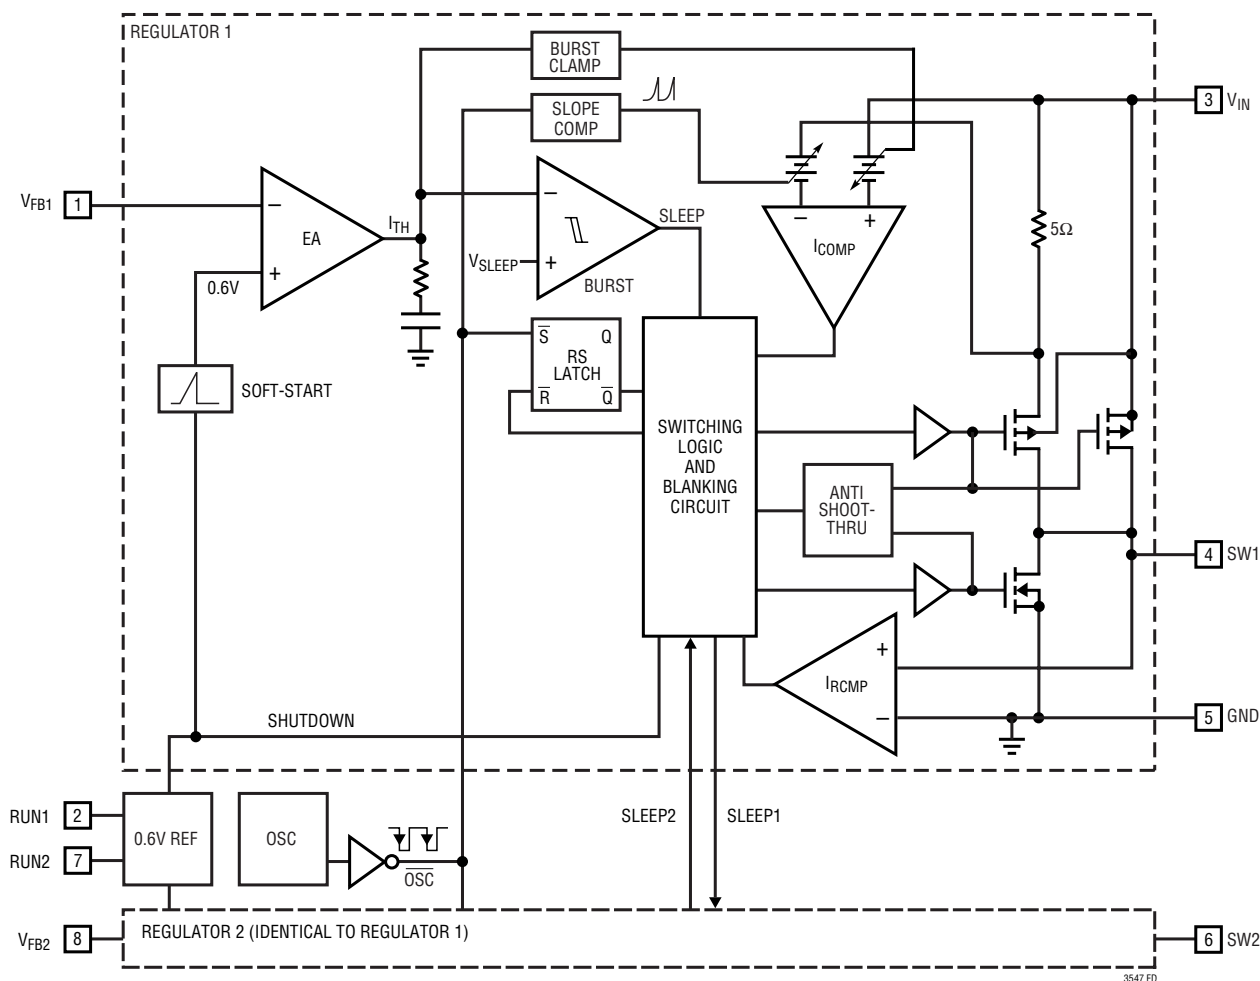 REGULATOR 1
BURST
CLAMP
SLOPE
COMP
3 VIN
VFB1 1
−
EA
+
0.6V
ITH
−
SLEEP
VSLEEP
+
BURST
−
+
ICOMP
5Ω
SOFT-START
S̅ Q
RS
LATCH
R̅ Q̅
SWITCHING
LOGIC
AND
BLANKING
CIRCUIT
ANTI
SHOOT-
THRU
4 SW1
+
IRCMP
−
5 GND
SHUTDOWN
RUN1 2
RUN2 7
0.6V REF
OSC
O̅S̅C̅
SLEEP2
SLEEP1
VFB2 8
REGULATOR 2 (IDENTICAL TO REGULATOR 1)
6 SW2
3547 FD